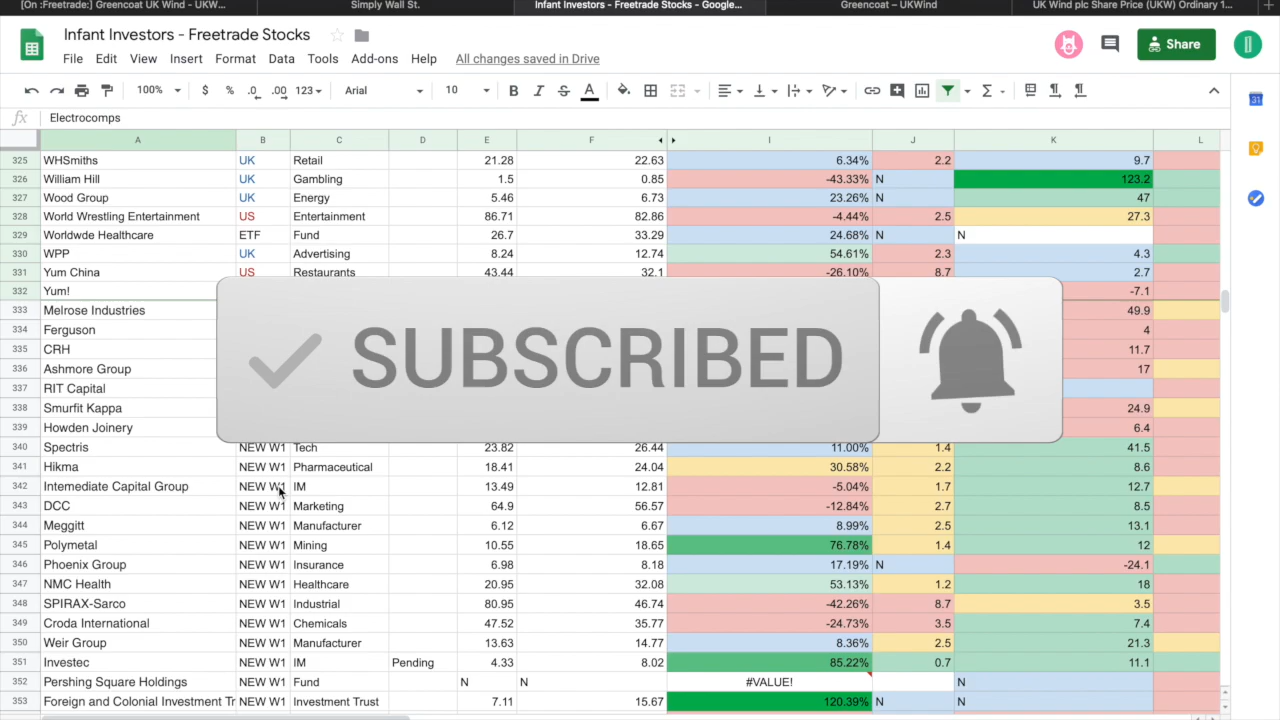 [On :Freetrade:] Greencoat UK Wind - UKW... Simply Wall St. Infant Investors - Freetrade Stocks - Google... Greencoat – UKWind UK Wind plc Share Price (UKW) Ordinary 1...
Infant Investors - Freetrade Stocks
Share
File Edit View Insert Format Data Tools Add-ons Help All changes saved in Drive
100% $ % .0 .00 123 Arial 10 B I S A Σ
fx Electrocomps
A B C D E F I J K L
325 WHSmiths UK Retail 21.28 22.63 6.34% 2.2 9.7
326 William Hill UK Gambling 1.5 0.85 -43.33% N 123.2
327 Wood Group UK Energy 5.46 6.73 23.26% N 47
328 World Wrestling Entertainment US Entertainment 86.71 82.86 -4.44% 2.5 27.3
329 Worldwde Healthcare ETF Fund 26.7 33.29 24.68% N N
330 WPP UK Advertising 8.24 12.74 54.61% 2.3 4.3
331 Yum China US Restaurants 43.44 32.1 -26.10% 8.7 2.7
332 Yum! -7.1
333 Melrose Industries 49.9
334 Ferguson 4
335 CRH 11.7
336 Ashmore Group 17
337 RIT Capital
338 Smurfit Kappa 24.9
339 Howden Joinery 6.4
SUBSCRIBED
340 Spectris NEW W1 Tech 23.82 26.44 11.00% 1.4 41.5
341 Hikma NEW W1 Pharmaceutical 18.41 24.04 30.58% 2.2 8.6
342 Intemediate Capital Group NEW W1 IM 13.49 12.81 -5.04% 1.7 12.7
343 DCC NEW W1 Marketing 64.9 56.57 -12.84% 2.7 8.5
344 Meggitt NEW W1 Manufacturer 6.12 6.67 8.99% 2.5 13.1
345 Polymetal NEW W1 Mining 10.55 18.65 76.78% 1.4 12
346 Phoenix Group NEW W1 Insurance 6.98 8.18 17.19% N -24.1
347 NMC Health NEW W1 Healthcare 20.95 32.08 53.13% 1.2 18
348 SPIRAX-Sarco NEW W1 Industrial 80.95 46.74 -42.26% 8.7 3.5
349 Croda International NEW W1 Chemicals 47.52 35.77 -24.73% 3.5 7.4
350 Weir Group NEW W1 Manufacturer 13.63 14.77 8.36% 2.5 21.3
351 Investec NEW W1 IM Pending 4.33 8.02 85.22% 0.7 11.1
352 Pershing Square Holdings NEW W1 Fund N N #VALUE! N
353 Foreign and Colonial Investment Tr NEW W1 Investment Trust 7.11 15.67 120.39% N N